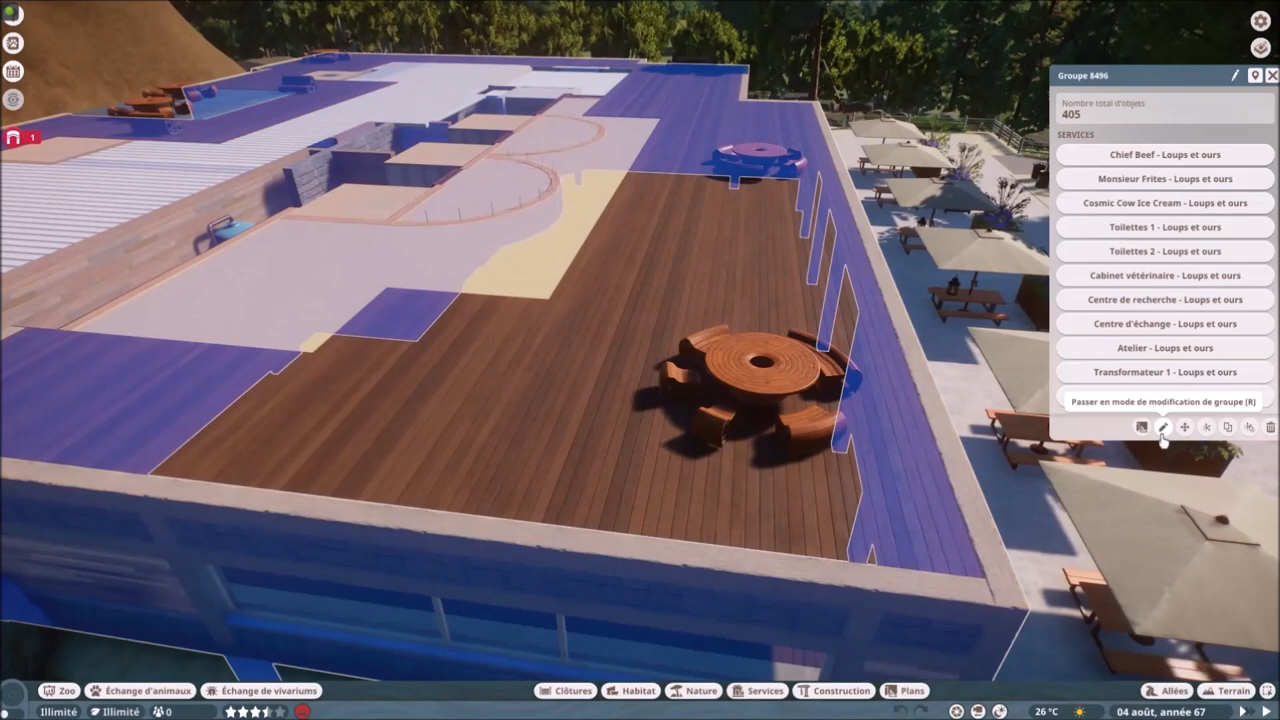 Groupe 8496
Nombre total d'objets
405
SERVICES
Chief Beef - Loups et ours
Monsieur Frites - Loups et ours
Cosmic Cow Ice Cream - Loups et ours
Toilettes 1 - Loups et ours
Toilettes 2 - Loups et ours
Cabinet vétérinaire - Loups et ours
Centre de recherche - Loups et ours
Centre d'échange - Loups et ours
Atelier - Loups et ours
Transformateur 1 - Loups et ours
Passer en mode de modification de groupe [R]
1
Zoo
Échange d'animaux
Échange de vivariums
Clôtures
Habitat
Nature
Services
Construction
Plans
Allées
Terrain
Illimité
Illimité
0
26 °C
04 août, année 67